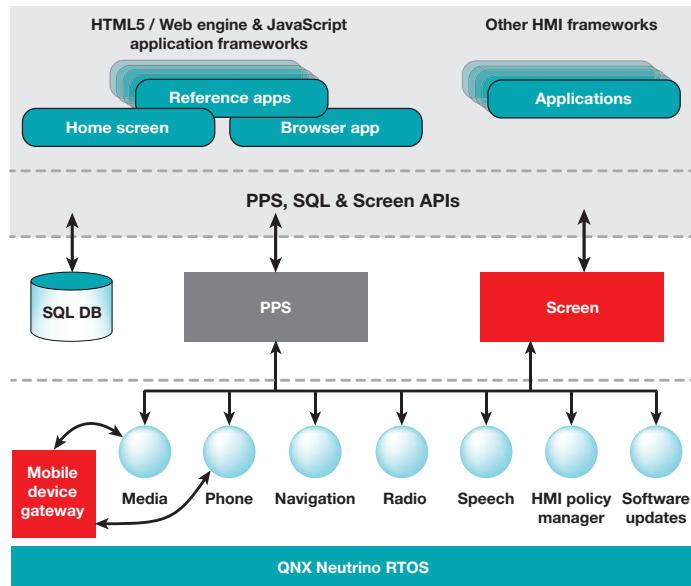 HTML5 / Web engine & JavaScript
application frameworks
Other HMI frameworks
Reference apps
Applications
Home screen
Browser app
PPS, SQL & Screen APIs
SQL DB
PPS
Screen
Mobile
device
gateway
Media
Phone
Navigation
Radio
Speech
HMI policy
manager
Software
updates
QNX Neutrino RTOS